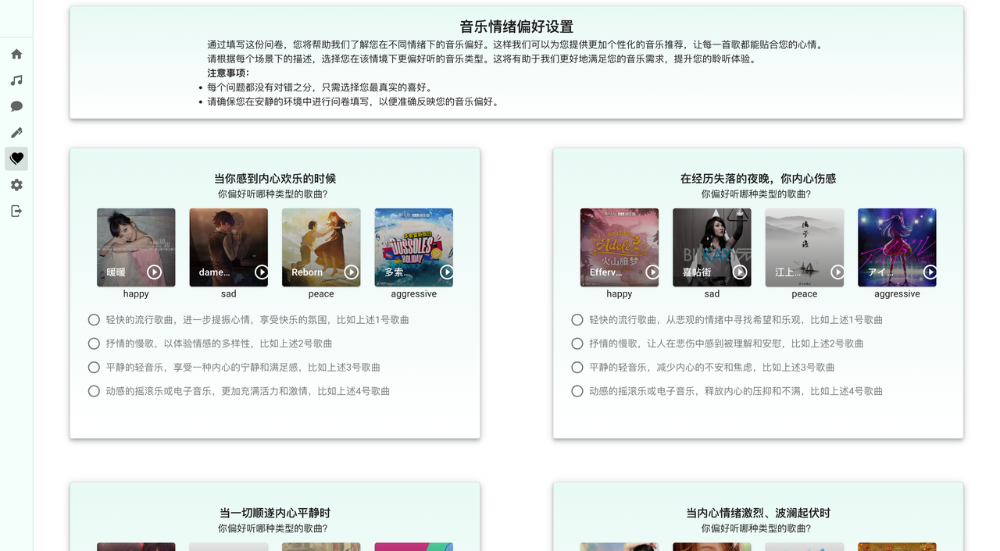 音乐情绪偏好设置
通过填写这份问卷，您将帮助我们了解您在不同情绪下的音乐偏好。这样我们可以为您提供更加个性化的音乐推荐，让每一首歌都能贴合您的心情。
请根据每个场景下的描述，选择您在该情境下更偏好听的音乐类型。这将有助于我们更好地满足您的音乐需求，提升您的聆听体验。
注意事项：
• 每个问题都没有对错之分，只需选择您最真实的喜好。
• 请确保您在安静的环境中进行问卷填写，以便准确反映您的音乐偏好。
当你感到内心欢乐的时候
你偏好听哪种类型的歌曲?
多索雷斯假日
DOSSOLES
HOLIDAY
暖暖
dame...
Reborn
多索...
happy
sad
peace
aggressive
轻快的流行歌曲，进一步提振心情，享受快乐的氛围，比如上述1号歌曲
抒情的慢歌，以体验情感的多样性，比如上述2号歌曲
平静的轻音乐，享受一种内心的宁静和满足感，比如上述3号歌曲
动感的摇滚乐或电子音乐，更加充满活力和激情，比如上述4号歌曲
在经历失落的夜晚，你内心伤感
你偏好听哪种类型的歌曲?
Adele
火山旅梦
KAY
Efferv...
喜帖街
江上...
アイ...
happy
sad
peace
aggressive
轻快的流行歌曲，从悲观的情绪中寻找希望和乐观，比如上述1号歌曲
抒情的慢歌，让人在悲伤中感到被理解和安慰，比如上述2号歌曲
平静的轻音乐，减少内心的不安和焦虑，比如上述3号歌曲
动感的摇滚乐或电子音乐，释放内心的压抑和不满，比如上述4号歌曲
当一切顺遂内心平静时
你偏好听哪种类型的歌曲?
当内心情绪激烈、波澜起伏时
你偏好听哪种类型的歌曲?